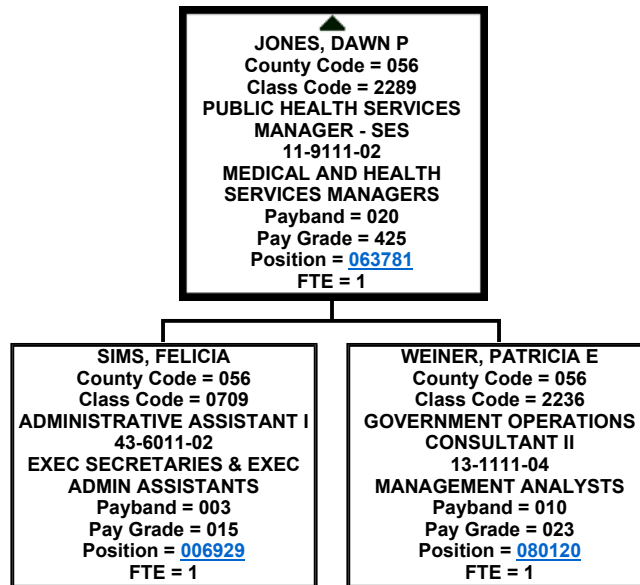 JONES, DAWN P
County Code = 056
Class Code = 2289
PUBLIC HEALTH SERVICES
MANAGER - SES
11-9111-02
MEDICAL AND HEALTH
SERVICES MANAGERS
Payband = 020
Pay Grade = 425
Position = 063781
FTE = 1
SIMS, FELICIA
County Code = 056
Class Code = 0709
ADMINISTRATIVE ASSISTANT I
43-6011-02
EXEC SECRETARIES & EXEC
ADMIN ASSISTANTS
Payband = 003
Pay Grade = 015
Position = 006929
FTE = 1
WEINER, PATRICIA E
County Code = 056
Class Code = 2236
GOVERNMENT OPERATIONS
CONSULTANT II
13-1111-04
MANAGEMENT ANALYSTS
Payband = 010
Pay Grade = 023
Position = 080120
FTE = 1